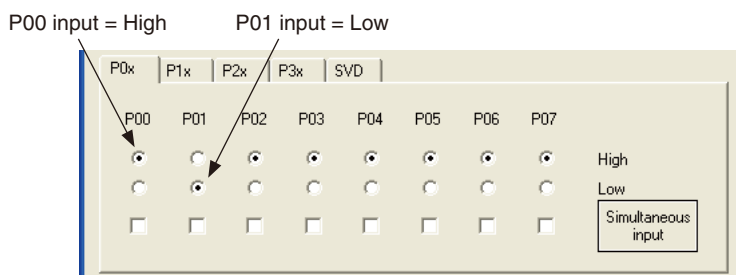 P00 input = High P01 input = Low
P0x P1x P2x P3x SVD
P00 P01 P02 P03 P04 P05 P06 P07
High
Low
Simultaneous
input